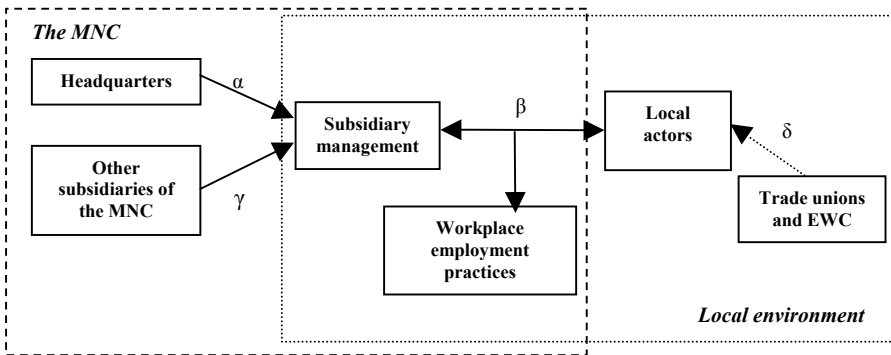 The MNC
Headquarters
α
Other
subsidiaries of
the MNC
γ
Subsidiary
management
β
Workplace
employment
practices
Local
actors
δ
Trade unions
and EWC
Local environment